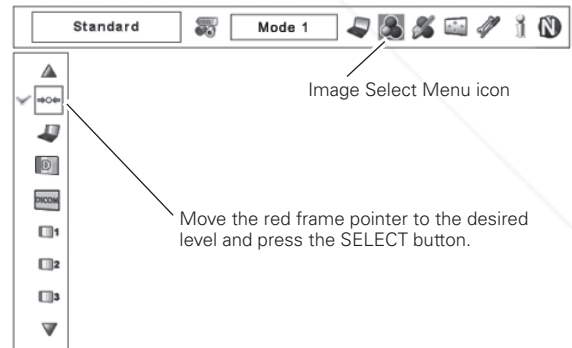 Standard
Mode 1
Image Select Menu icon
D
DICOM
Move the red frame pointer to the desired
level and press the SELECT button.
1
2
3